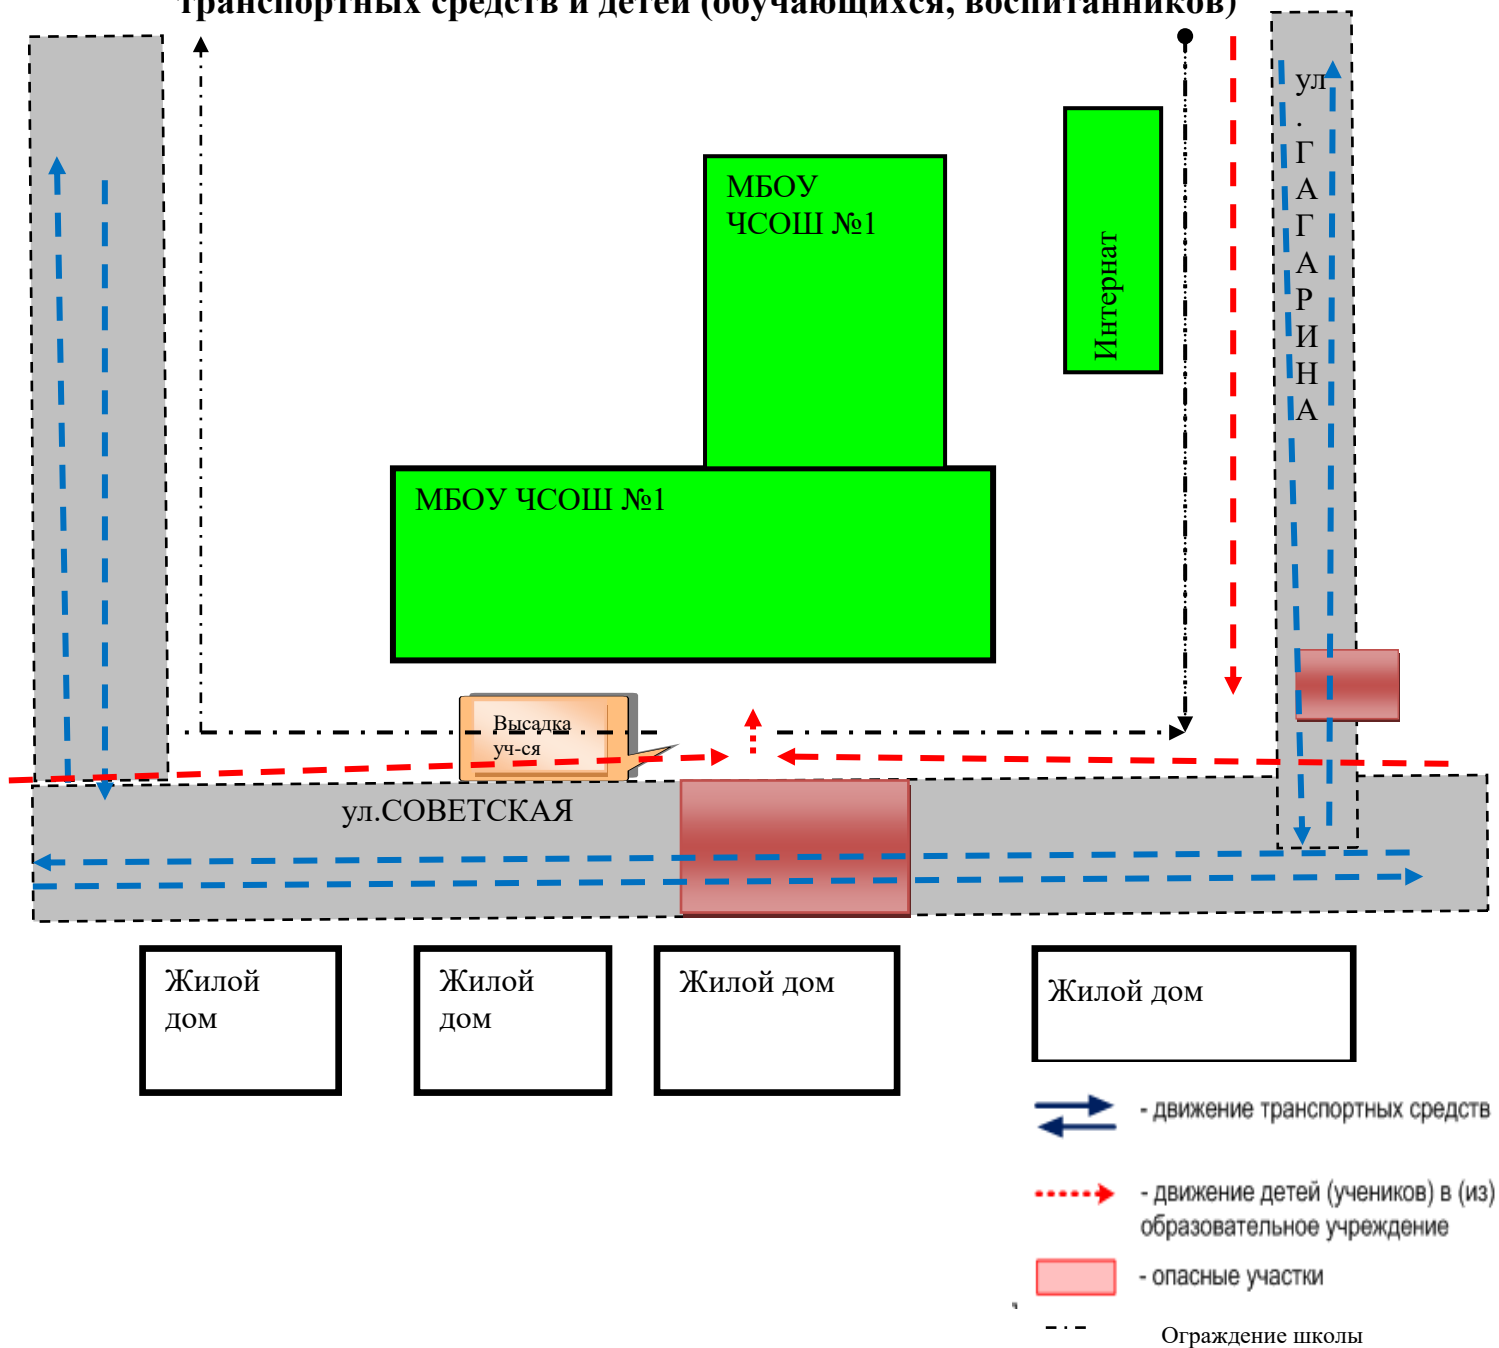 транспортных средств и детей (обучающихся, воспитанников)
ул
.
Г
А
Г
А
Р
И
Н
А
МБОУ
ЧСОШ №1
Интернат
МБОУ ЧСОШ №1
Высадка
уч-ся
ул.СОВЕТСКАЯ
Жилой
дом
Жилой
дом
Жилой дом
Жилой дом
- движение транспортных средств
- движение детей (учеников) в (из)
образовательное учреждение
- опасные участки
Ограждение школы